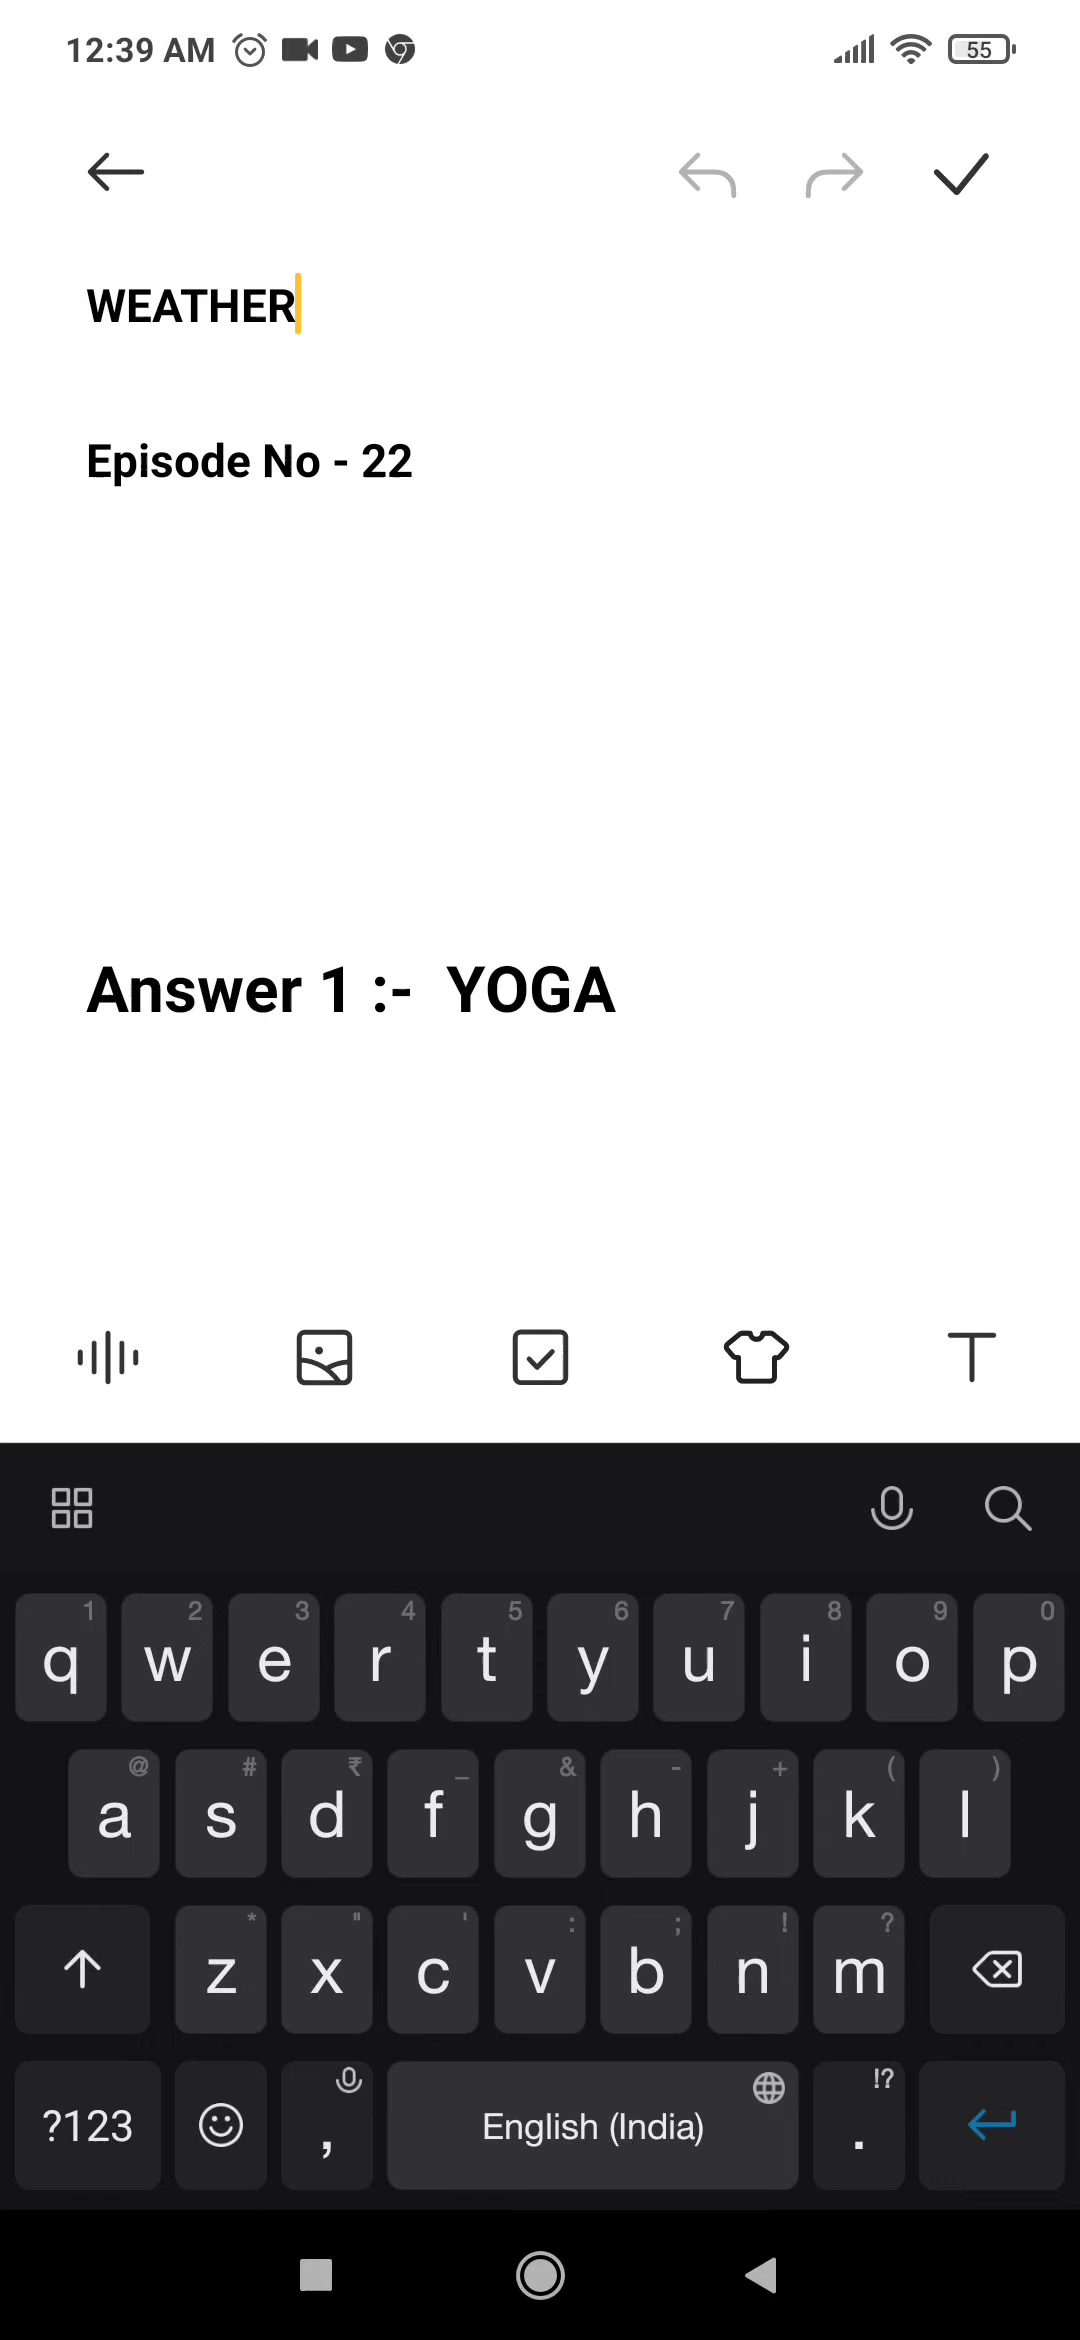 12:39 AM
55
WEATHER
Episode No - 22
Answer 1 :- YOGA
1 2 3 4 5 6 7 8 9 0
q w e r t y u i o p
@ # ₹ _ & - + ( )
a s d f g h j k l
* " ' : ; ! ?
z x c v b n m
!?
?123 , English (India) .